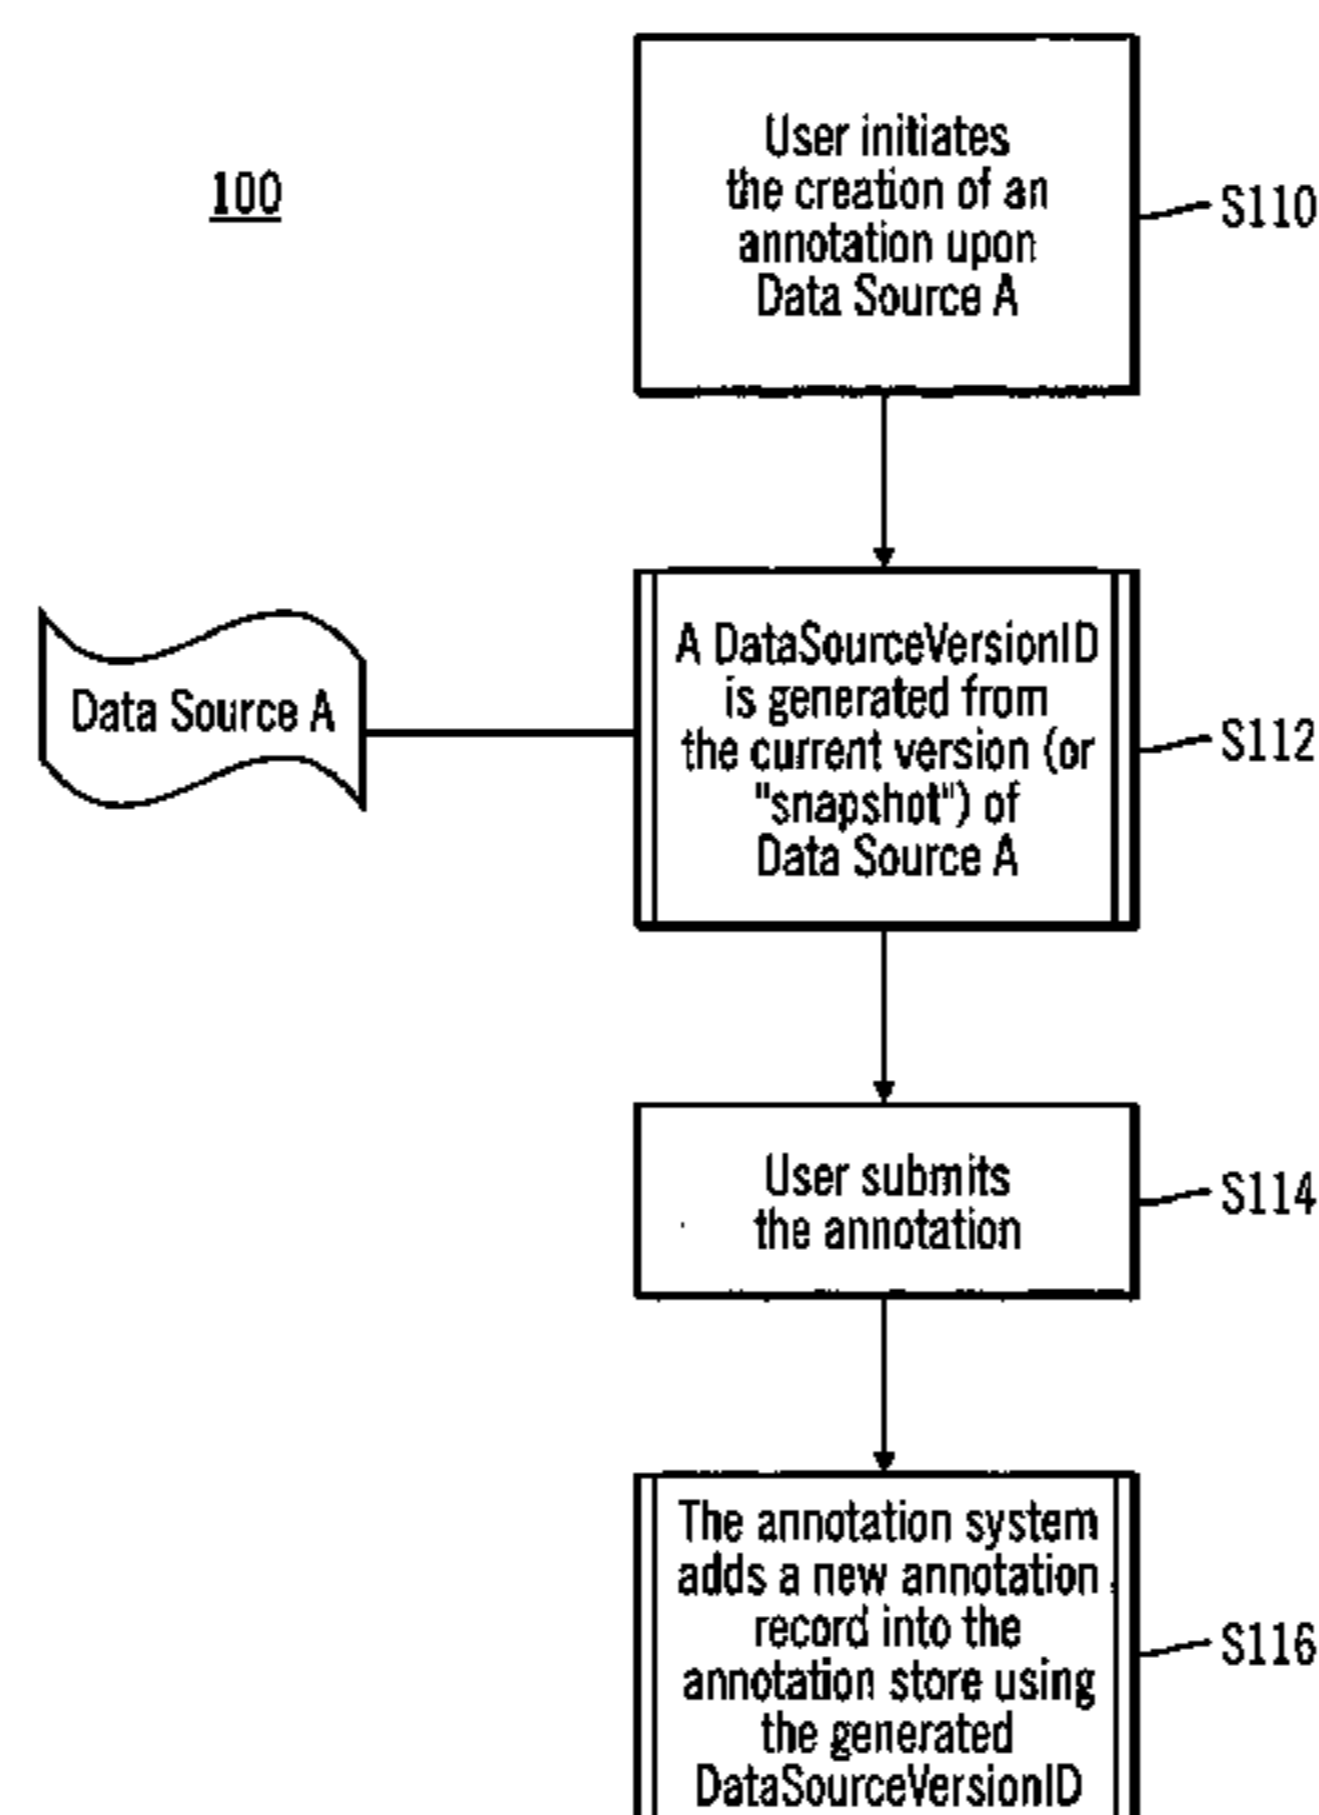 100
User initiates
the creation of an
annotation upon
Data Source A
S110
Data Source A
A DataSourceVersionID
is generated from
the current version (or
"snapshot") of
Data Source A
S112
User submits
the annotation
S114
The annotation system
adds a new annotation
record into the
annotation store using
the generated
DataSourceVersionID
S116